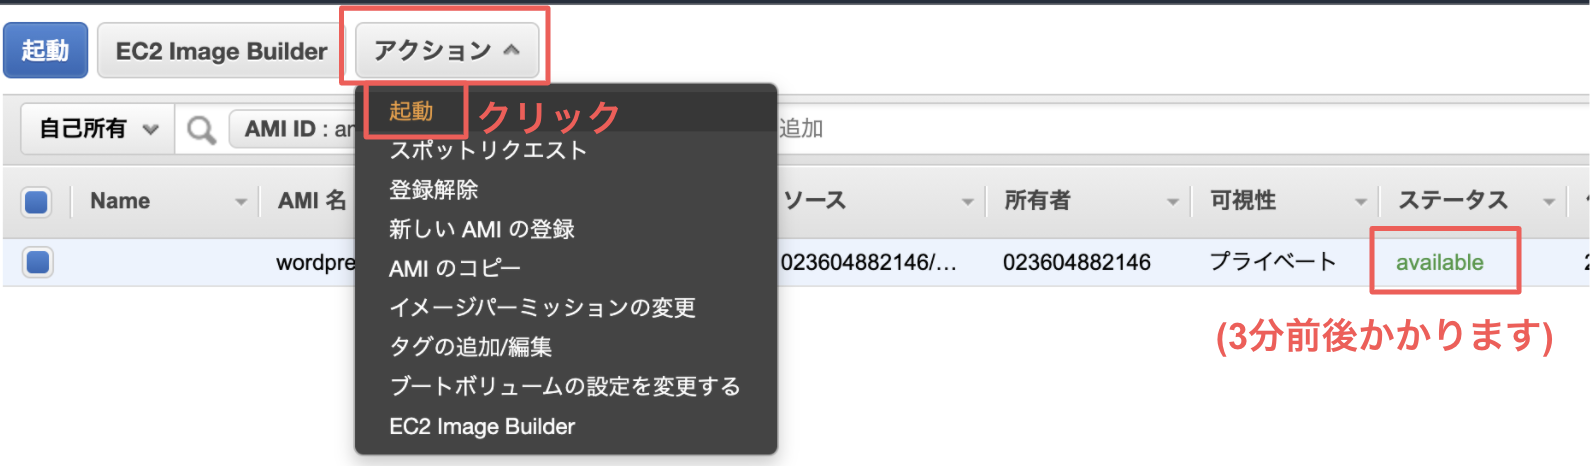 起動 EC2 Image Builder アクション
自己所有 AMI ID : 追加
起動 クリック
スポットリクエスト
登録解除
新しい AMI の登録
AMI のコピー
イメージパーミッションの変更
タグの追加/編集
ブートボリュームの設定を変更する
EC2 Image Builder
Name AMI 名 ソース 所有者 可視性 ステータス
wordpre 023604882146/... 023604882146 プライベート available
(3分前後かかります)